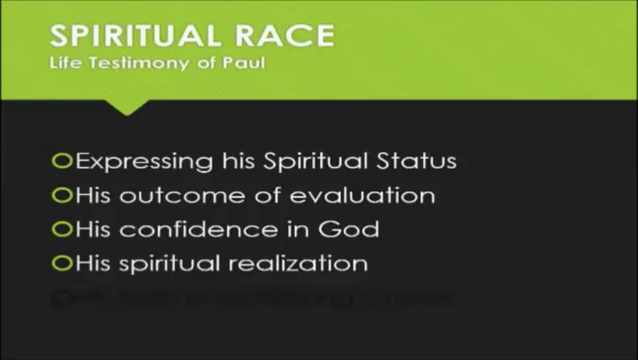 SPIRITUAL RACE
Life Testimony of Paul
Expressing his Spiritual Status
His outcome of evaluation
His confidence in God
His spiritual realization